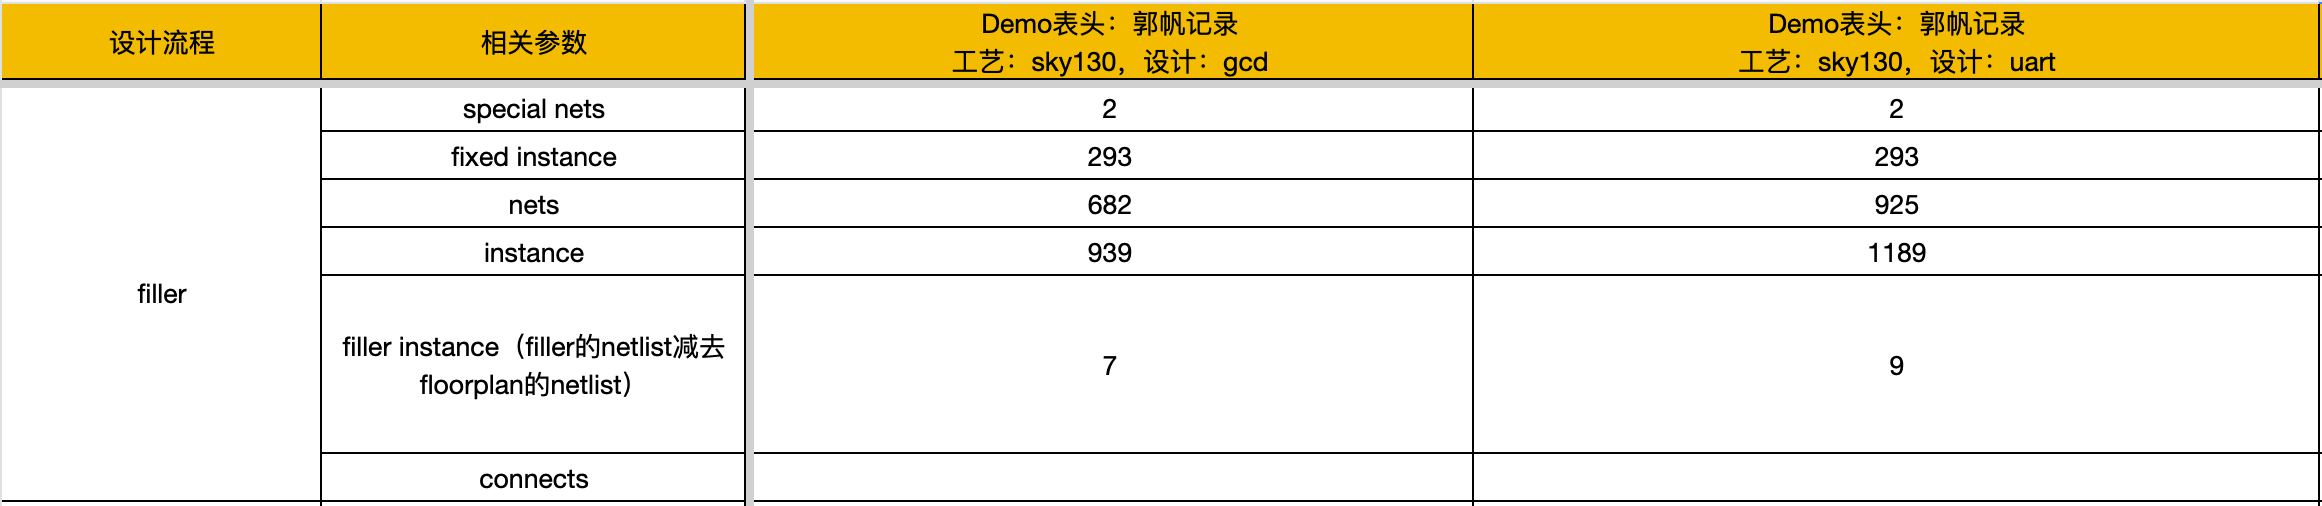 设计流程
相关参数
Demo表头：郭帆记录
工艺：sky130，设计：gcd
Demo表头：郭帆记录
工艺：sky130，设计：uart
filler
special nets
2
2
fixed instance
293
293
nets
682
925
instance
939
1189
filler instance（filler的netlist减去
floorplan的netlist）
7
9
connects